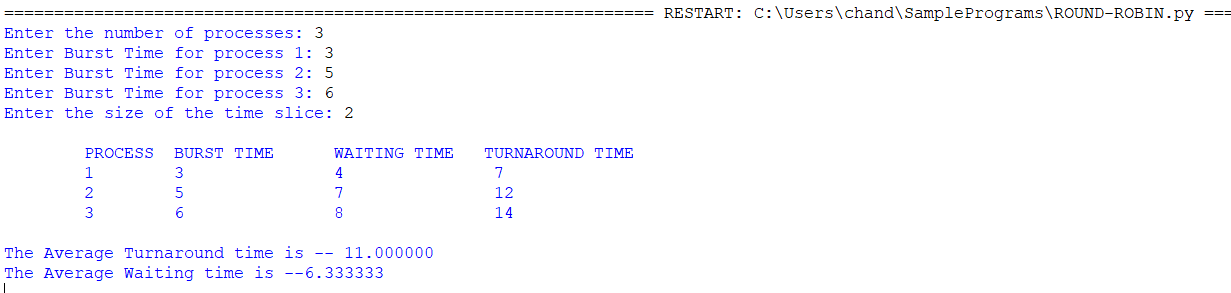 ================================================================= RESTART: C:\Users\chand\SamplePrograms\ROUND-ROBIN.py ===
Enter the number of processes: 3
Enter Burst Time for process 1: 3
Enter Burst Time for process 2: 5
Enter Burst Time for process 3: 6
Enter the size of the time slice: 2
PROCESS BURST TIME WAITING TIME TURNAROUND TIME
1 3 4 7
2 5 7 12
3 6 8 14
The Average Turnaround time is -- 11.000000
The Average Waiting time is --6.333333